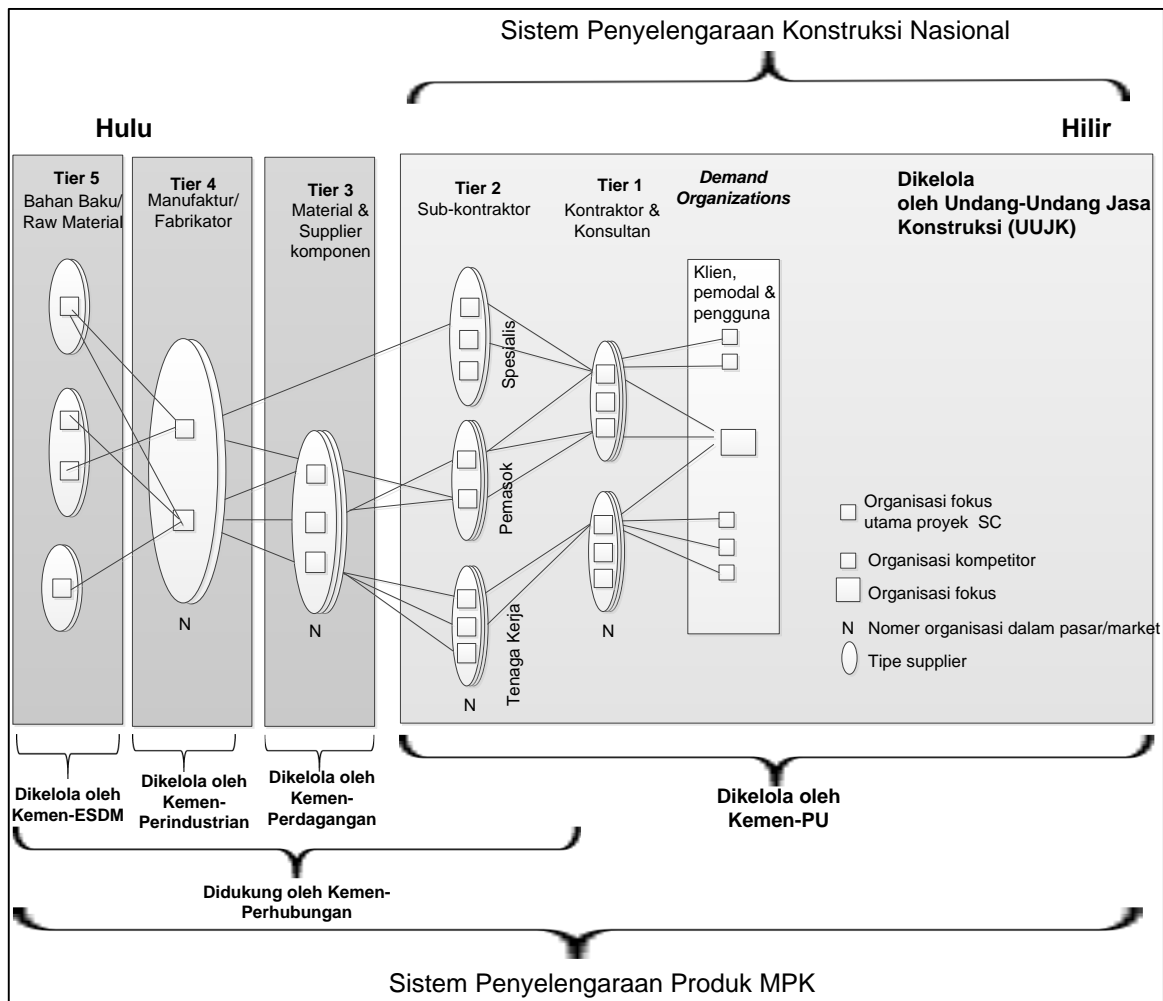 Sistem Penyelengaraan Konstruksi Nasional
Hulu
Hilir
Tier 5
Bahan Baku/
Raw Material
Tier 4
Manufaktur/
Fabrikator
Tier 3
Material &
Supplier
komponen
Tier 2
Sub-kontraktor
Tier 1
Kontraktor &
Konsultan
Demand
Organizations
Dikelola
oleh Undang-Undang Jasa
Konstruksi (UUJK)
Klien,
pemodal &
pengguna
Spesialis
Pemasok
Tenaga Kerja
N
N
N
N
Organisasi fokus
utama proyek SC
Organisasi kompetitor
Organisasi fokus
N Nomer organisasi dalam pasar/market
Tipe supplier
Dikelola oleh
Kemen-ESDM
Dikelola oleh
Kemen-
Perindustrian
Dikelola oleh
Kemen-
Perdagangan
Dikelola oleh
Kemen-PU
Didukung oleh Kemen-
Perhubungan
Sistem Penyelengaraan Produk MPK